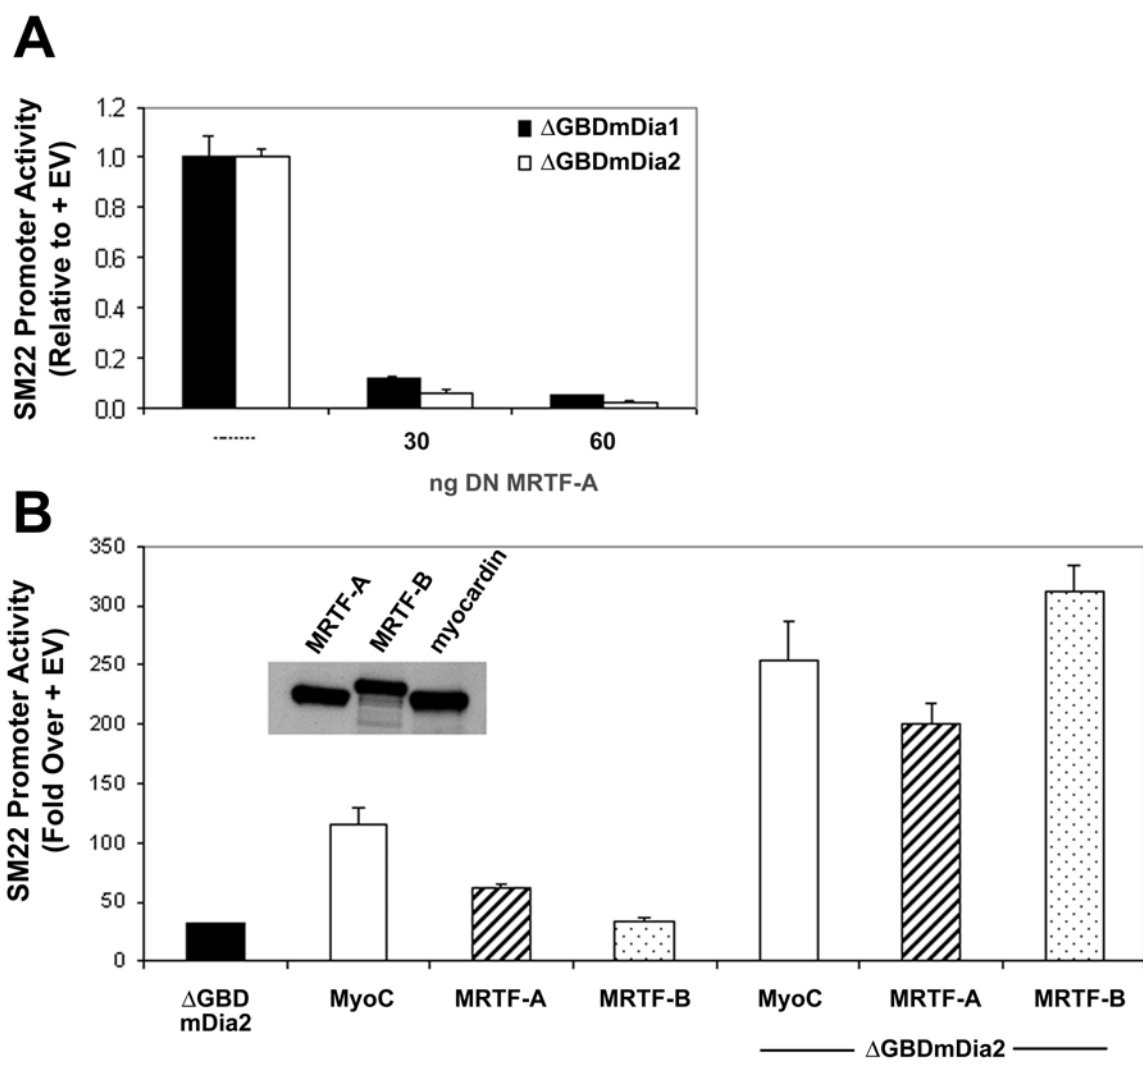 A
SM22 Promoter Activity
(Relative to + EV)
1.2
1.0
0.8
0.6
0.4
0.2
0.0
ΔGBDmDia1
ΔGBDmDia2
30
60
ng DN MRTF-A
B
SM22 Promoter Activity
(Fold Over + EV)
350
300
250
200
150
100
50
0
MRTF-A
MRTF-B
myocardin
ΔGBD
mDia2
MyoC
MRTF-A
MRTF-B
MyoC
MRTF-A
MRTF-B
ΔGBDmDia2